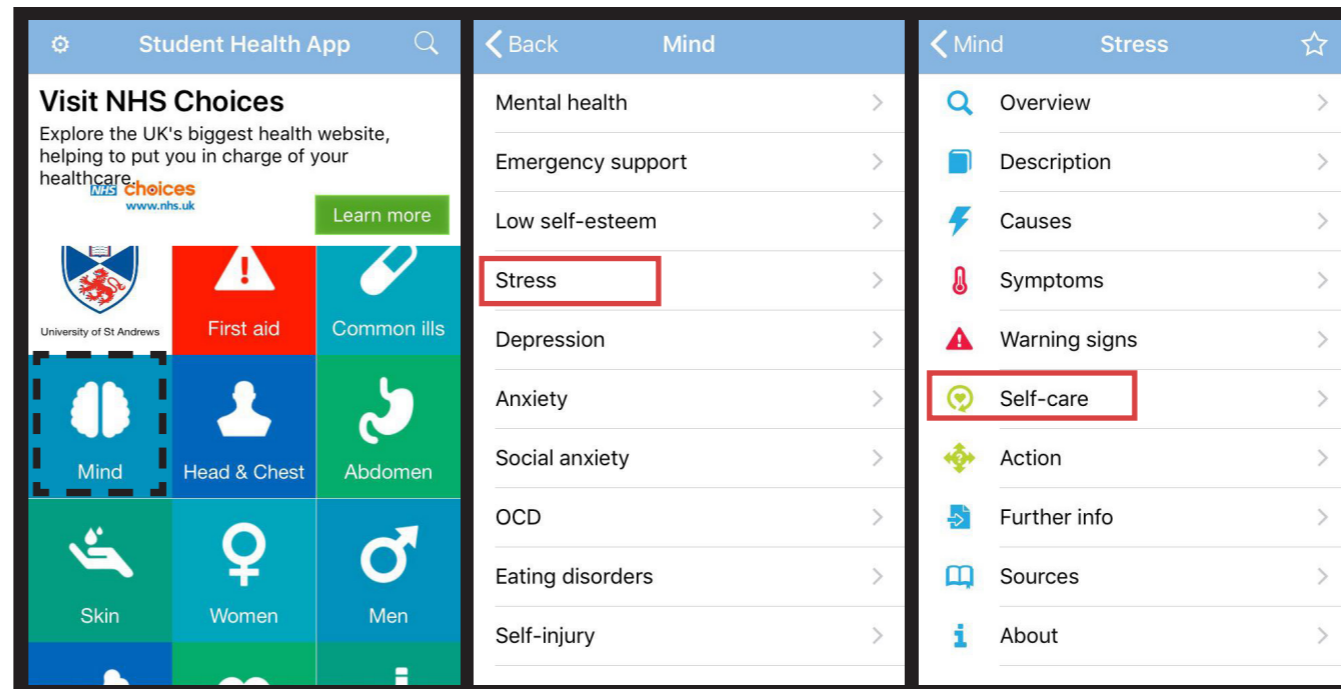 Student Health App
Visit NHS Choices
Explore the UK's biggest health website,
helping to put you in charge of your
healthcare.
NHS choices
www.nhs.uk
Learn more
University of St Andrews
First aid
Common ills
Mind
Head & Chest
Abdomen
Skin
Women
Men
Back
Mind
Mental health
Emergency support
Low self-esteem
Stress
Depression
Anxiety
Social anxiety
OCD
Eating disorders
Self-injury
Mind
Stress
Overview
Description
Causes
Symptoms
Warning signs
Self-care
Action
Further info
Sources
About